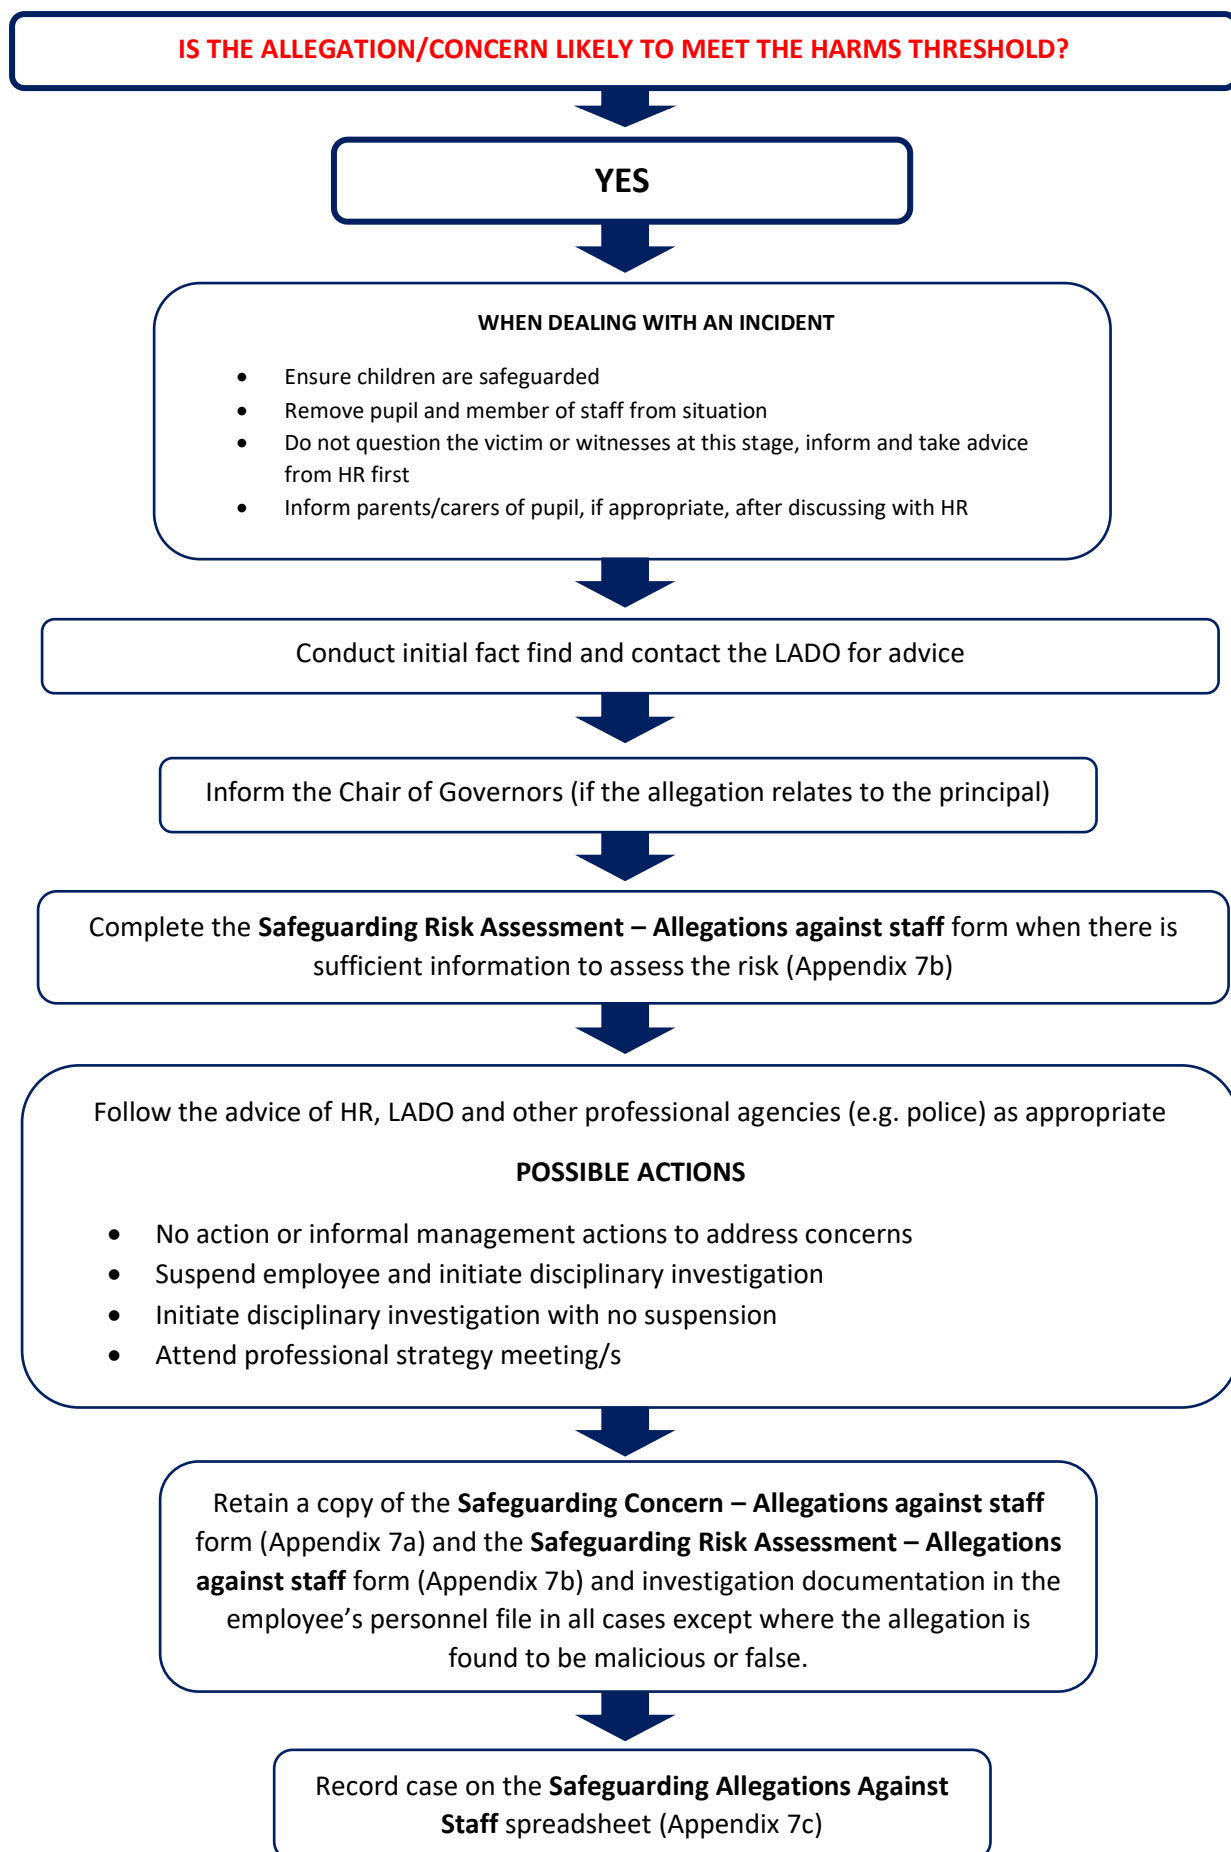 IS THE ALLEGATION/CONCERN LIKELY TO MEET THE HARMS THRESHOLD?
YES
WHEN DEALING WITH AN INCIDENT
• Ensure children are safeguarded
• Remove pupil and member of staff from situation
• Do not question the victim or witnesses at this stage, inform and take advice
from HR first
• Inform parents/carers of pupil, if appropriate, after discussing with HR
Conduct initial fact find and contact the LADO for advice
Inform the Chair of Governors (if the allegation relates to the principal)
Complete the Safeguarding Risk Assessment – Allegations against staff form when there is
sufficient information to assess the risk (Appendix 7b)
Follow the advice of HR, LADO and other professional agencies (e.g. police) as appropriate
POSSIBLE ACTIONS
• No action or informal management actions to address concerns
• Suspend employee and initiate disciplinary investigation
• Initiate disciplinary investigation with no suspension
• Attend professional strategy meeting/s
Retain a copy of the Safeguarding Concern – Allegations against staff
form (Appendix 7a) and the Safeguarding Risk Assessment – Allegations
against staff form (Appendix 7b) and investigation documentation in the
employee’s personnel file in all cases except where the allegation is
found to be malicious or false.
Record case on the Safeguarding Allegations Against
Staff spreadsheet (Appendix 7c)